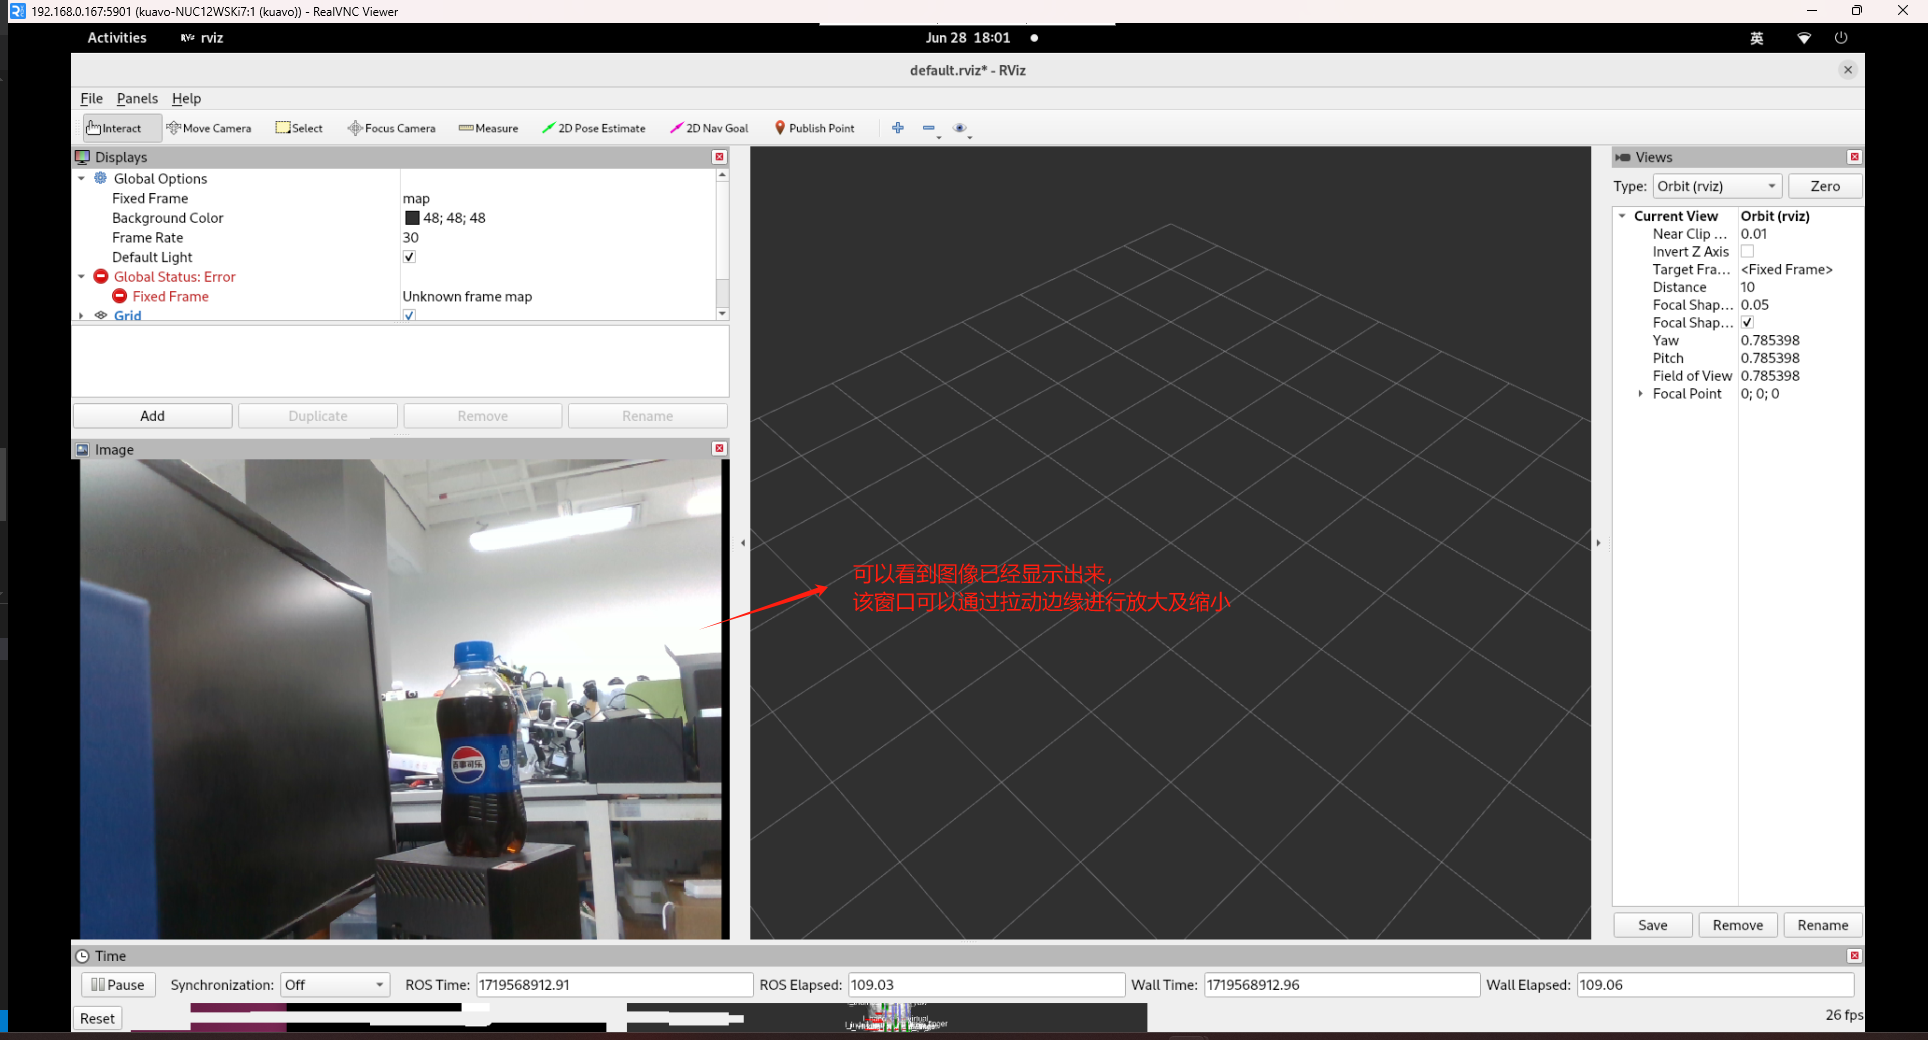 192.168.0.167:5901 (kuavo-NUC12WSKi7:1 (kuavo)) - RealVNC Viewer
Activities
rviz
Jun 28 18:01
英
default.rviz* - RViz
File Panels Help
Interact Move Camera Select Focus Camera Measure 2D Pose Estimate 2D Nav Goal Publish Point
Displays
Global Options
Fixed Frame map
Background Color 48; 48; 48
Frame Rate 30
Default Light
Global Status: Error
Fixed Frame Unknown frame map
Grid
Add Duplicate Remove Rename
Image
百事可乐
可以看到图像已经显示出来，
该窗口可以通过拉动边缘进行放大及缩小
Views
Type: Orbit (rviz) Zero
Current View Orbit (rviz)
Near Clip ... 0.01
Invert Z Axis
Target Fra... <Fixed Frame>
Distance 10
Focal Shap... 0.05
Focal Shap...
Yaw 0.785398
Pitch 0.785398
Field of View 0.785398
Focal Point 0; 0; 0
Save Remove Rename
Time
Pause Synchronization: Off ROS Time: 1719568912.91 ROS Elapsed: 109.03 Wall Time: 1719568912.96 Wall Elapsed: 109.06
Reset
26 fps